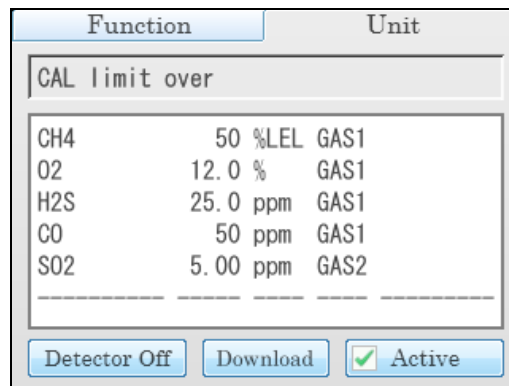 Function Unit
CAL limit over
CH4 50 %LEL GAS1
O2 12.0 % GAS1
H2S 25.0 ppm GAS1
CO 50 ppm GAS1
SO2 5.00 ppm GAS2
---------- ----- ---- ---- ---------
Detector Off Download Active